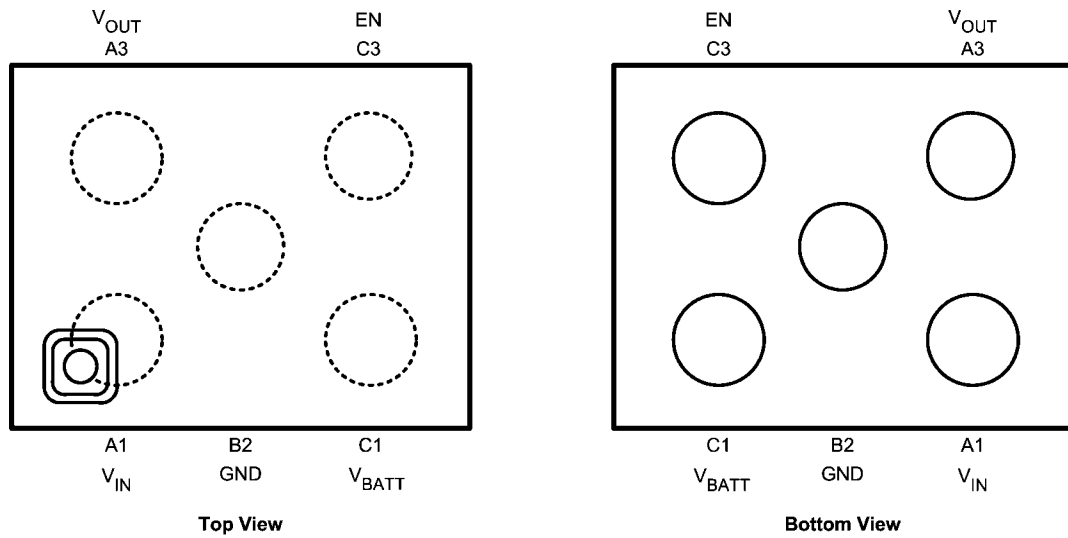 V_OUT EN EN V_OUT
A3 C3 C3 A3
A1 B2 C1 C1 B2 A1
V_IN GND V_BATT V_BATT GND V_IN
Top View Bottom View